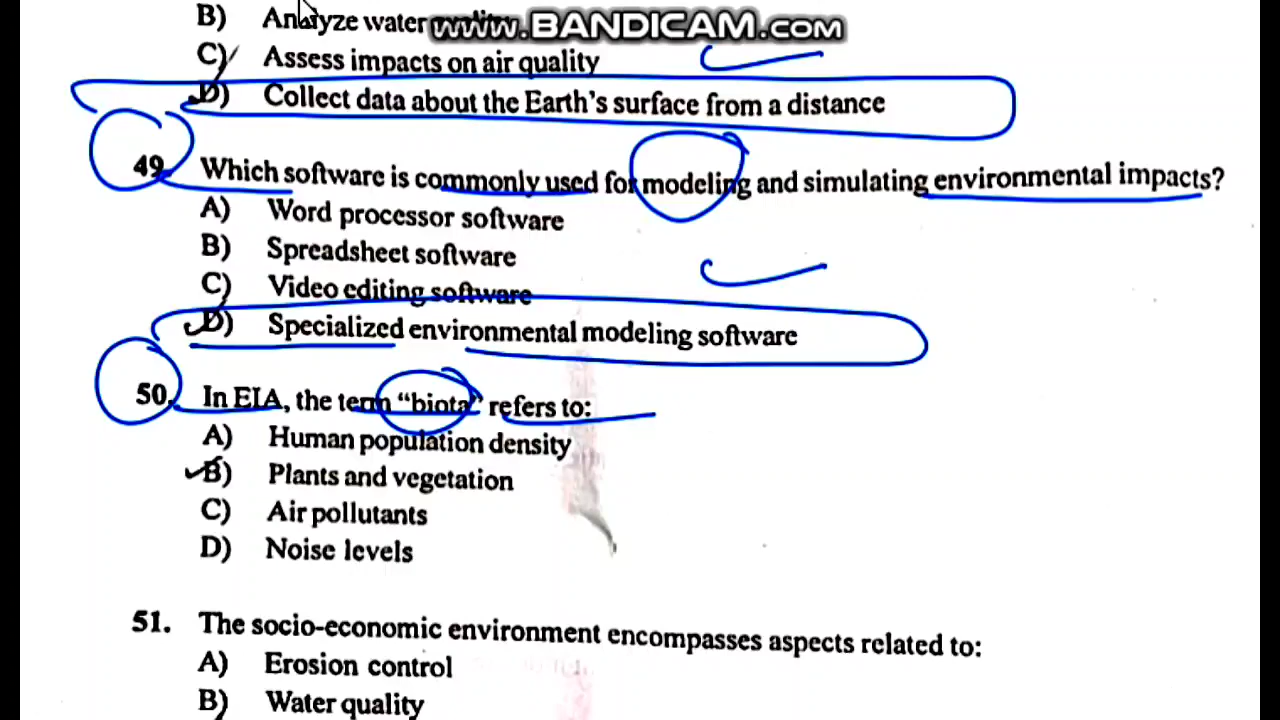 B) Analyze water quality
www.BANDICAM.com
C) Assess impacts on air quality
D) Collect data about the Earth's surface from a distance
49. Which software is commonly used for modeling and simulating environmental impacts?
A) Word processor software
B) Spreadsheet software
C) Video editing software
D) Specialized environmental modeling software
50. In EIA, the term "biota" refers to:
A) Human population density
B) Plants and vegetation
C) Air pollutants
D) Noise levels
51. The socio-economic environment encompasses aspects related to:
A) Erosion control
B) Water quality